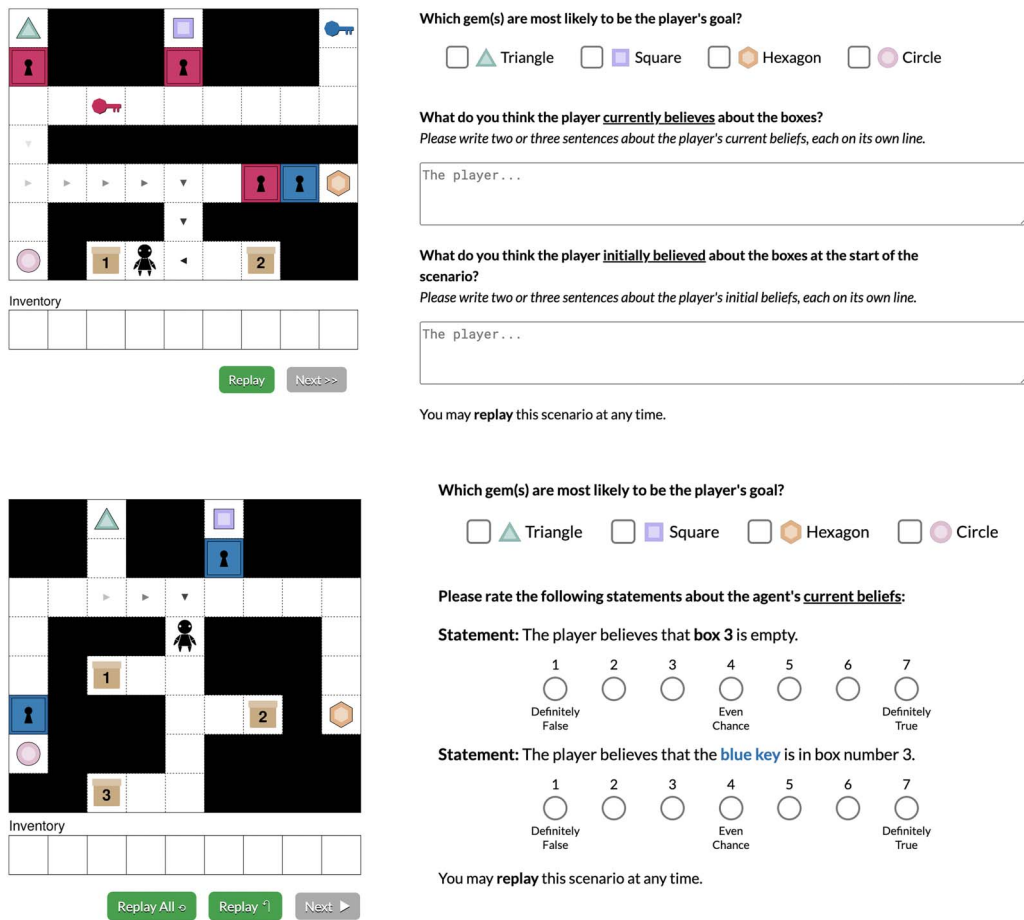 Which gem(s) are most likely to be the player's goal?
Triangle Square Hexagon Circle
What do you think the player currently believes about the boxes?
Please write two or three sentences about the player's current beliefs, each on its own line.
The player...
What do you think the player initially believed about the boxes at the start of the
scenario?
Please write two or three sentences about the player's initial beliefs, each on its own line.
The player...
You may replay this scenario at any time.
1 2
Inventory
Replay Next >>
Which gem(s) are most likely to be the player's goal?
Triangle Square Hexagon Circle
Please rate the following statements about the agent's current beliefs:
Statement: The player believes that box 3 is empty.
1 2 3 4 5 6 7
Definitely
False
Even
Chance
Definitely
True
Statement: The player believes that the blue key is in box number 3.
1 2 3 4 5 6 7
Definitely
False
Even
Chance
Definitely
True
You may replay this scenario at any time.
1
2
3
Inventory
Replay All Replay Next